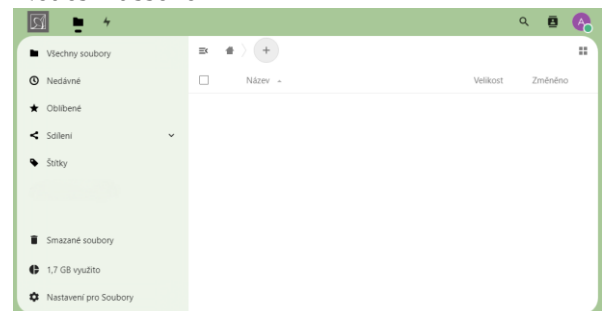 A
Všechny soubory
Nedávné
Oblíbené
Sdílení
Štítky
Smazané soubory
1,7 GB využito
Nastavení pro Soubory
Název
Velikost
Změněno